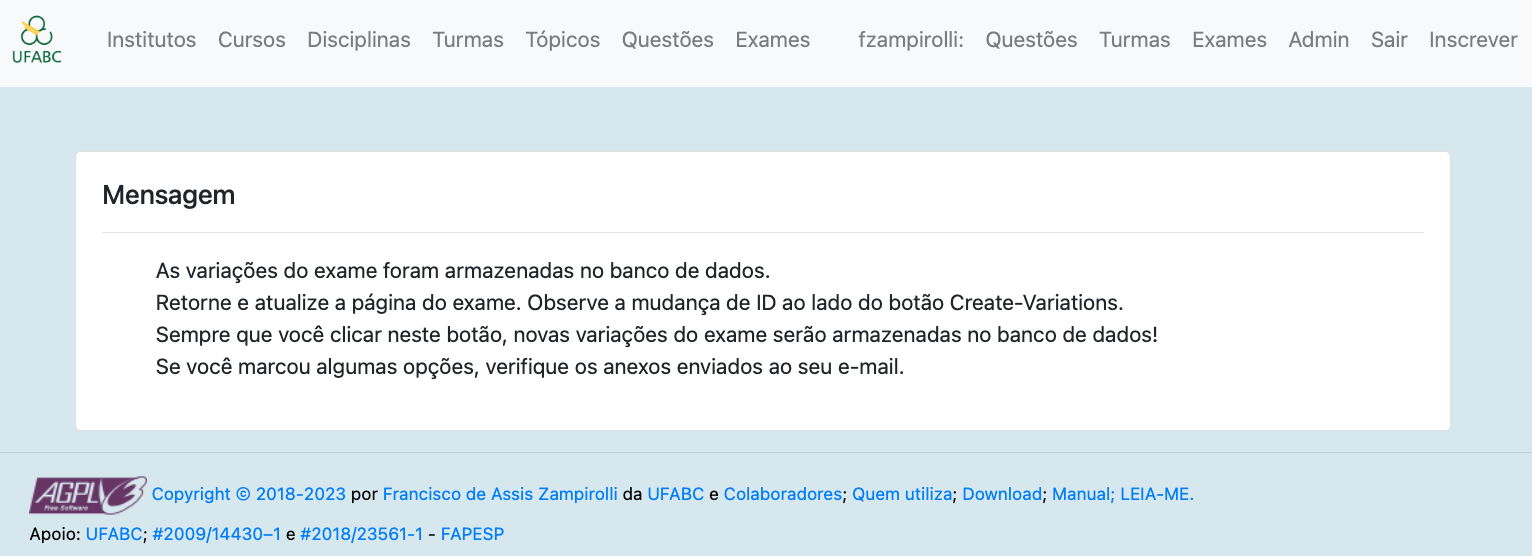 UFABC
Institutos Cursos Disciplinas Turmas Tópicos Questões Exames fzampirolli: Questões Turmas Exames Admin Sair Inscrever
Mensagem
As variações do exame foram armazenadas no banco de dados.
Retorne e atualize a página do exame. Observe a mudança de ID ao lado do botão Create-Variations.
Sempre que você clicar neste botão, novas variações do exame serão armazenadas no banco de dados!
Se você marcou algumas opções, verifique os anexos enviados ao seu e-mail.
AGPLV3
Free Software
Copyright © 2018-2023 por Francisco de Assis Zampirolli da UFABC e Colaboradores; Quem utiliza; Download; Manual; LEIA-ME.
Apoio: UFABC; #2009/14430–1 e #2018/23561-1 - FAPESP